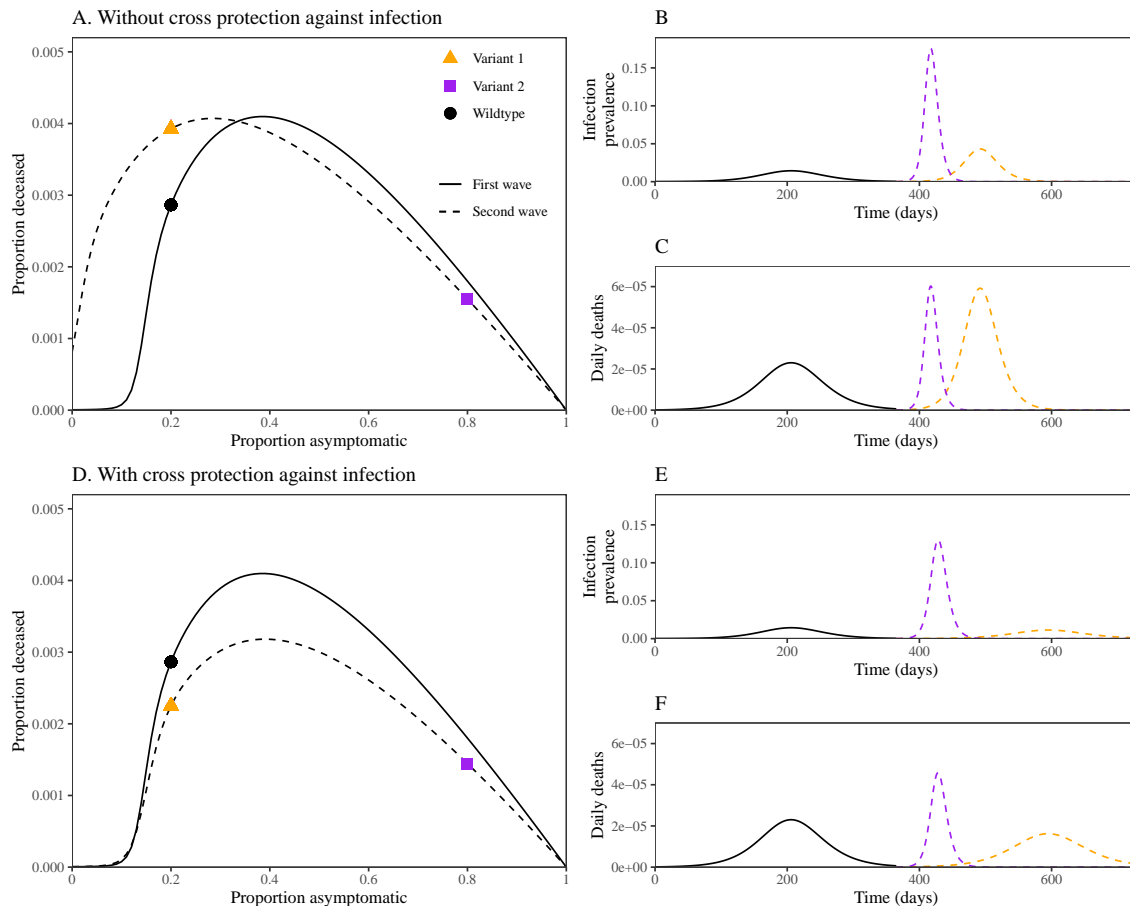 A. Without cross protection against infection
0.005
0.004
0.003
0.002
0.001
0.000
Proportion deceased
Variant 1
Variant 2
Wildtype
First wave
Second wave
0
0.2
0.4
0.6
0.8
1
Proportion asymptomatic
B
0.15
0.10
0.05
0.00
Infection
prevalence
0
200
400
600
Time (days)
C
6e−05
4e−05
2e−05
0e+00
Daily deaths
0
200
400
600
Time (days)
D. With cross protection against infection
0.005
0.004
0.003
0.002
0.001
0.000
Proportion deceased
0
0.2
0.4
0.6
0.8
1
Proportion asymptomatic
E
0.15
0.10
0.05
0.00
Infection
prevalence
0
200
400
600
Time (days)
F
6e−05
4e−05
2e−05
0e+00
Daily deaths
0
200
400
600
Time (days)